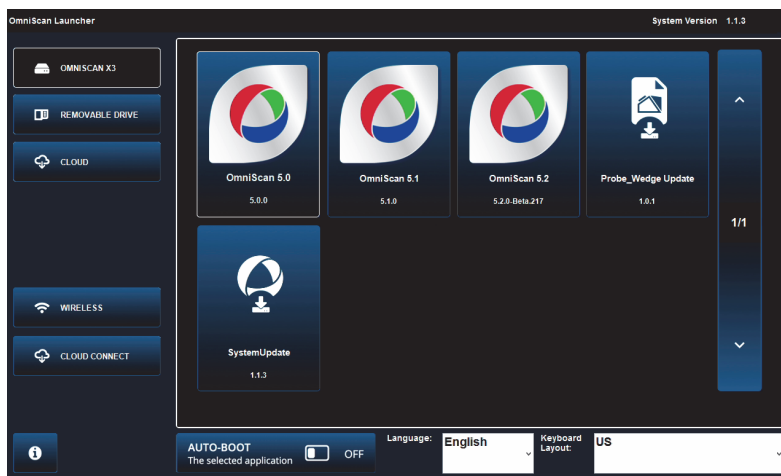 OmniScan Launcher
System Version 1.1.3
OMNISCAN X3
REMOVABLE DRIVE
CLOUD
WIRELESS
CLOUD CONNECT
OmniScan 5.0
5.0.0
OmniScan 5.1
5.1.0
OmniScan 5.2
5.2.0-Beta.217
Probe_Wedge Update
1.0.1
SystemUpdate
1.1.3
1/1
AUTO-BOOT
The selected application
OFF
Language:
English
Keyboard
Layout:
US